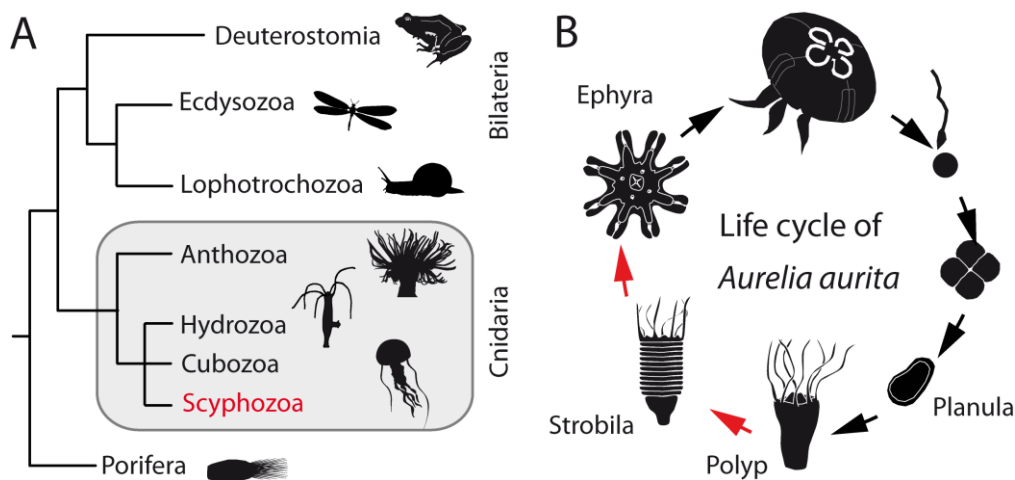 A
Deuterostomia
Ecdysozoa
Lophotrochozoa
Bilateria
Anthozoa
Hydrozoa
Cubozoa
Scyphozoa
Cnidaria
Porifera
B
Ephyra
Life cycle of
Aurelia aurita
Strobila
Polyp
Planula